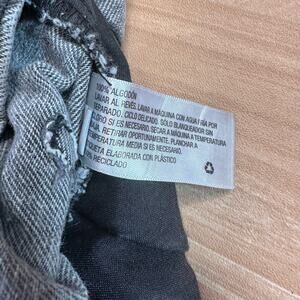 100% ALGODÓN
LAVAR AL REVÉS. LAVAR A MÁQUINA CON AGUA FRÍA POR
SEPARADO. CICLO DELICADO. SÓLO BLANQUEADOR SIN
CLORO SI ES NECESARIO. SECAR A MÁQUINA A TEMPERATURA
BAJA. RETIRAR OPORTUNAMENTE. PLANCHAR A
TEMPERATURA MEDIA SI ES NECESARIO.
ETIQUETA ELABORADA CON PLÁSTICO
RECICLADO